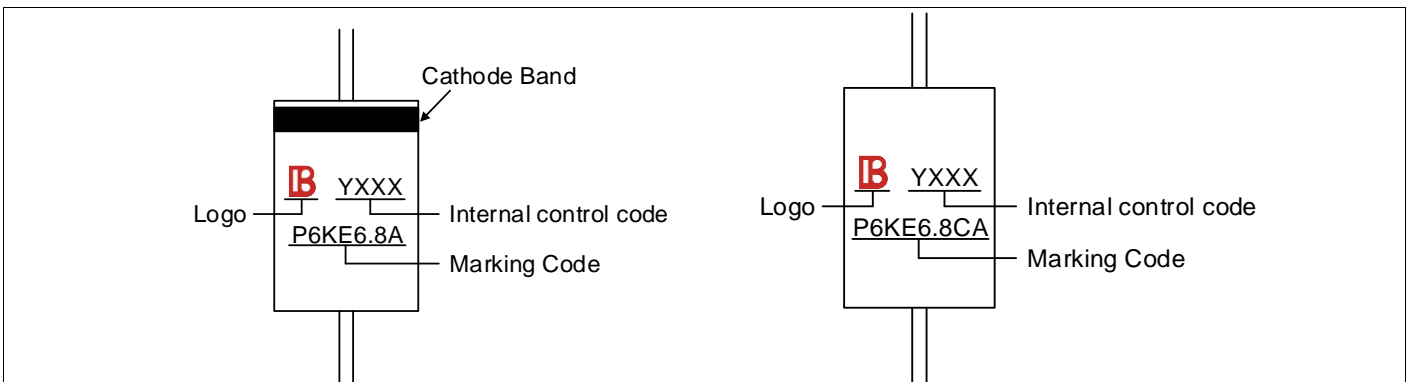 Cathode Band
B YXXX
Logo
Internal control code
P6KE6.8A
Marking Code
B YXXX
Logo
Internal control code
P6KE6.8CA
Marking Code